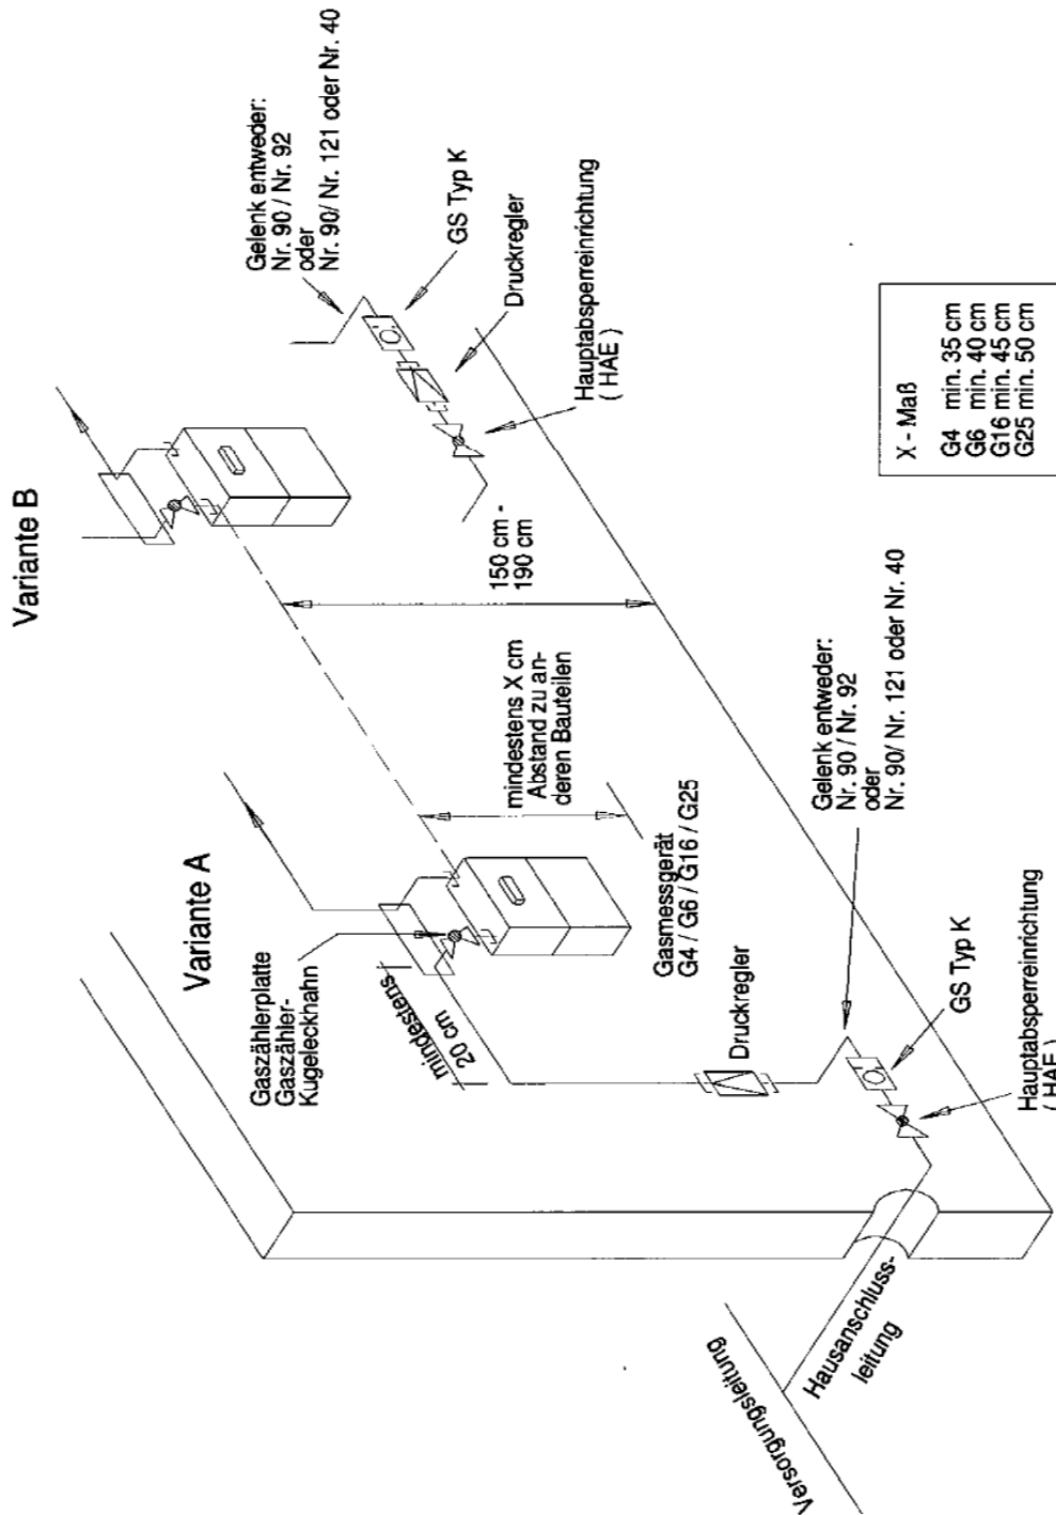 Variante B
Gelenk entweder:
Nr. 90 / Nr. 92
oder
Nr. 90/ Nr. 121 oder Nr. 40
GS Typ K
Druckregler
Hauptabsperreinrichtung
( HAE )
150 cm -
190 cm
Variante A
Gaszählerplatte
Gaszähler-
Kugeleckhahn
mindestens
20 cm
mindestens X cm
Abstand zu an-
deren Bauteilen
Gasmessgerät
G4 / G6 / G16 / G25
Druckregler
Gelenk entweder:
Nr. 90 / Nr. 92
oder
Nr. 90/ Nr. 121 oder Nr. 40
GS Typ K
Hauptabsperreinrichtung
( HAE )
Versorgungsleitung
Hausanschluss-
leitung
X - Maß
G4 min. 35 cm
G6 min. 40 cm
G16 min. 45 cm
G25 min. 50 cm